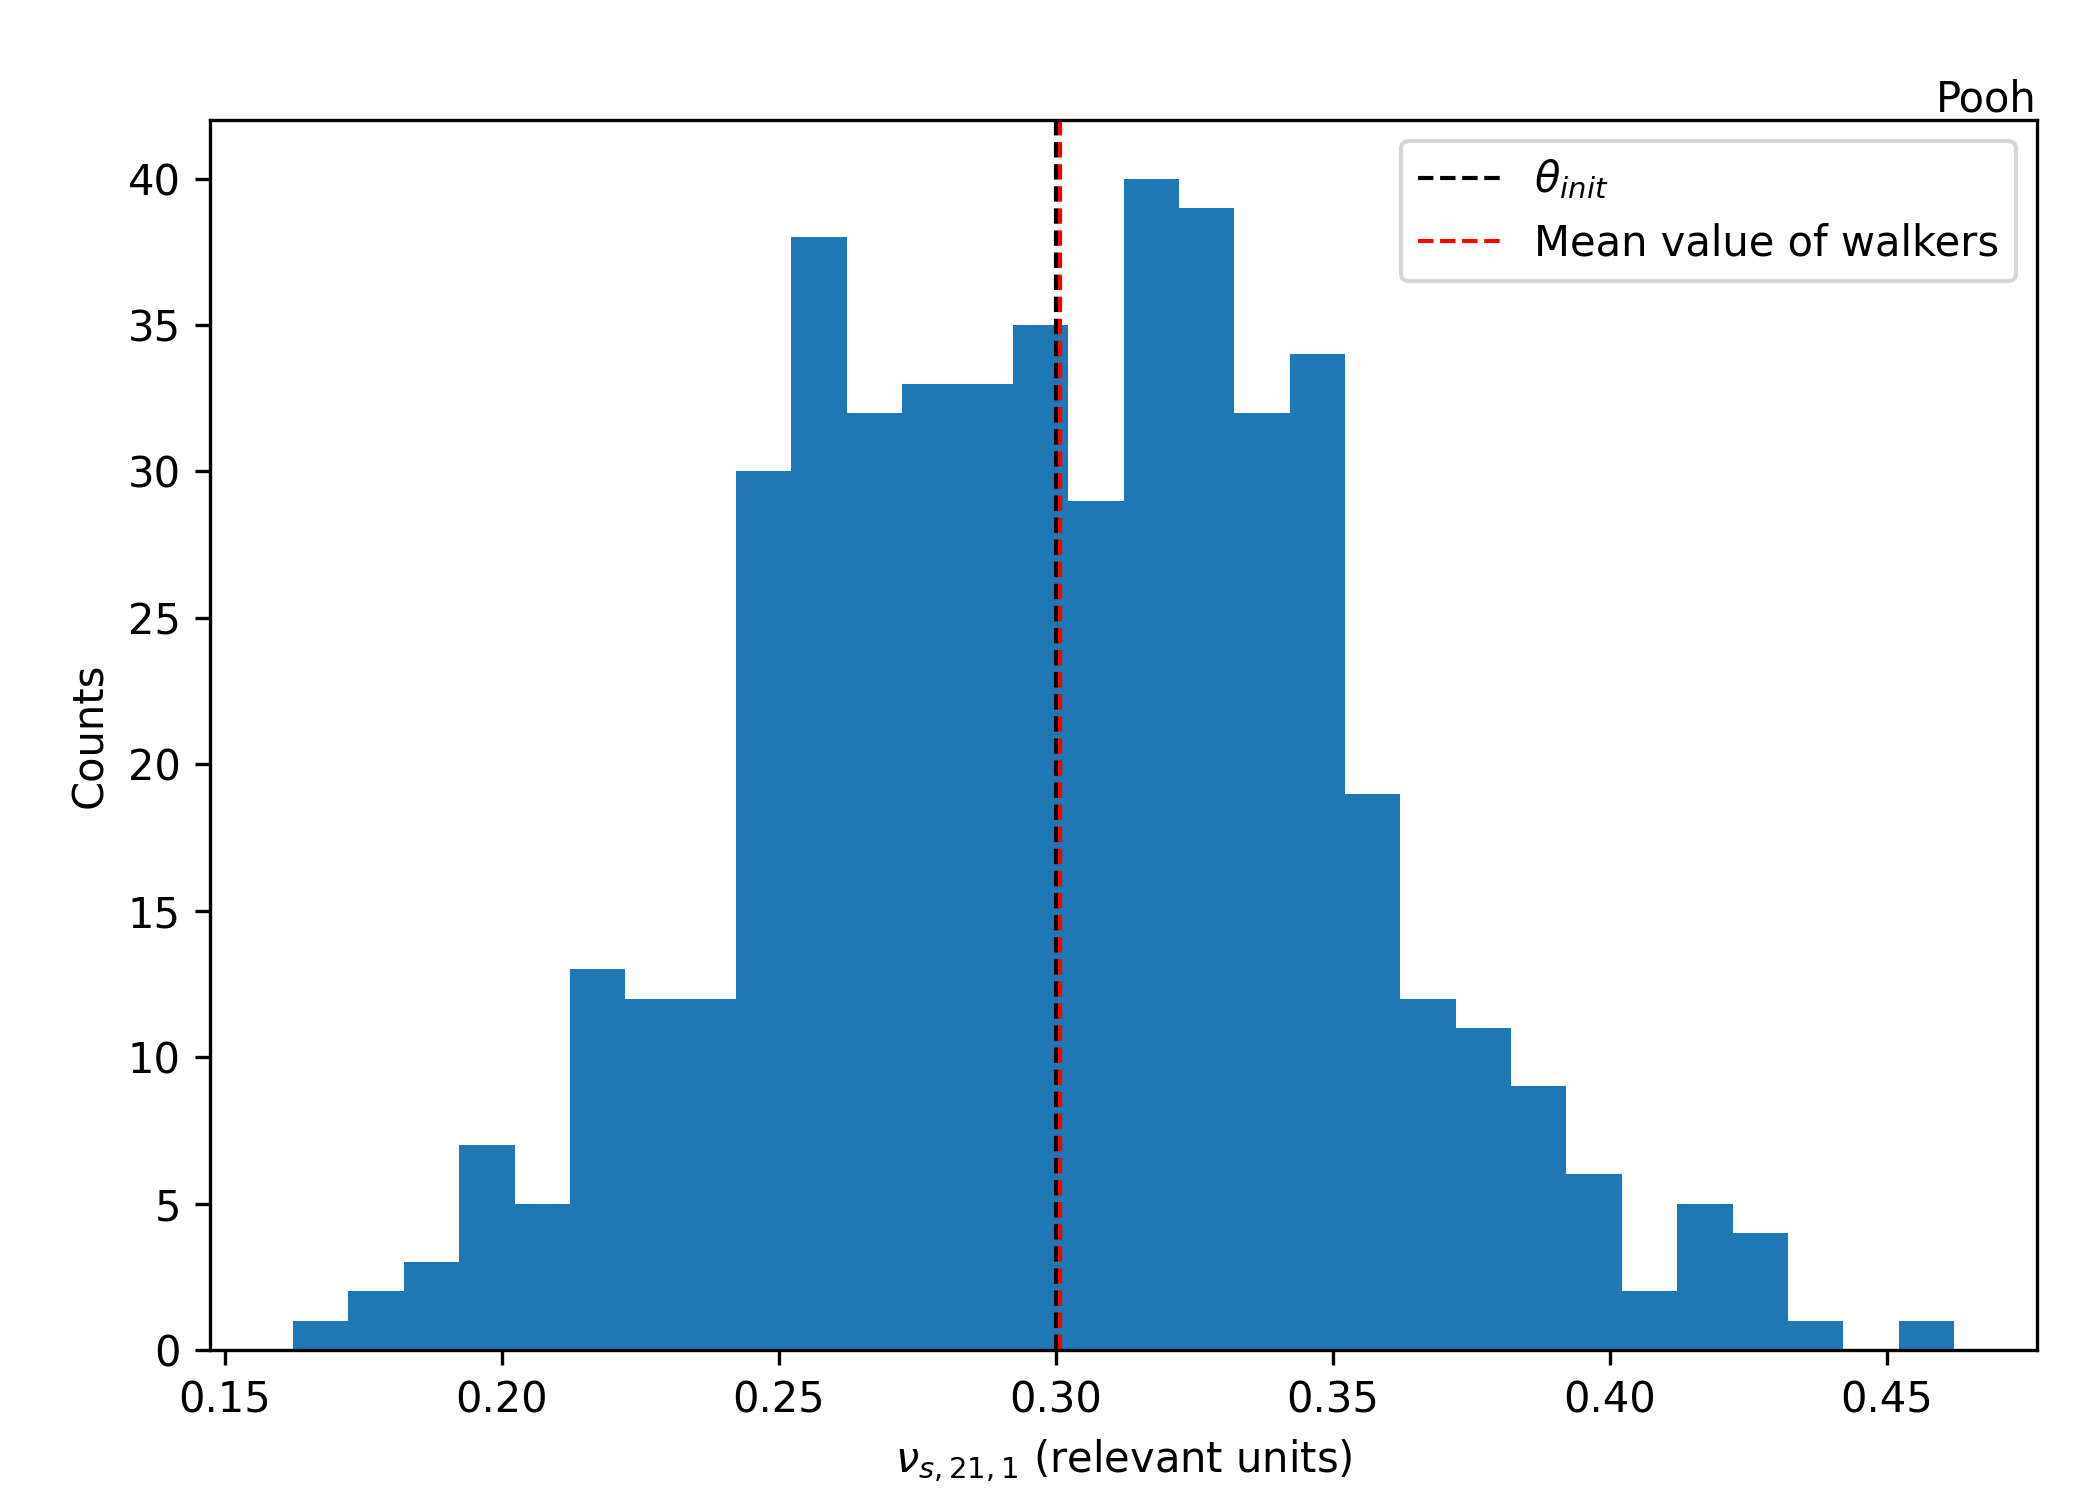 Pooh
θ_init
Mean value of walkers
40
35
30
25
20
15
10
5
0
Counts
0.15 0.20 0.25 0.30 0.35 0.40 0.45
ν_s,21,1 (relevant units)